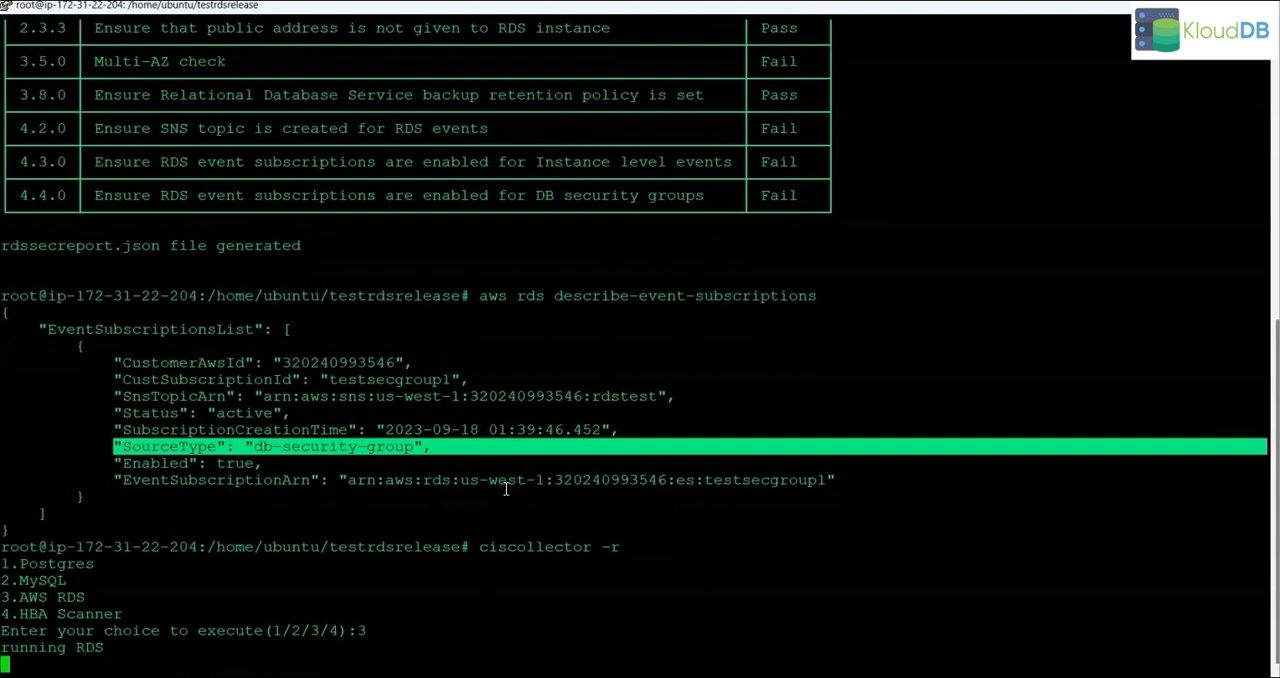 root@ip-172-31-22-204: /home/ubuntu/testrdsrelease
KloudDB
2.3.3 Ensure that public address is not given to RDS instance Pass
3.5.0 Multi-AZ check Fail
3.8.0 Ensure Relational Database Service backup retention policy is set Pass
4.2.0 Ensure SNS topic is created for RDS events Fail
4.3.0 Ensure RDS event subscriptions are enabled for Instance level events Fail
4.4.0 Ensure RDS event subscriptions are enabled for DB security groups Fail
rdssecreport.json file generated
root@ip-172-31-22-204:/home/ubuntu/testrdsrelease# aws rds describe-event-subscriptions
{
"EventSubscriptionsList": [
{
"CustomerAwsId": "320240993546",
"CustSubscriptionId": "testsecgroup1",
"SnsTopicArn": "arn:aws:sns:us-west-1:320240993546:rdstest",
"Status": "active",
"SubscriptionCreationTime": "2023-09-18 01:39:46.452",
"SourceType": "db-security-group",
"Enabled": true,
"EventSubscriptionArn": "arn:aws:rds:us-west-1:320240993546:es:testsecgroup1"
}
]
}
root@ip-172-31-22-204:/home/ubuntu/testrdsrelease# ciscollector -r
1.Postgres
2.MySQL
3.AWS RDS
4.HBA Scanner
Enter your choice to execute(1/2/3/4):3
running RDS